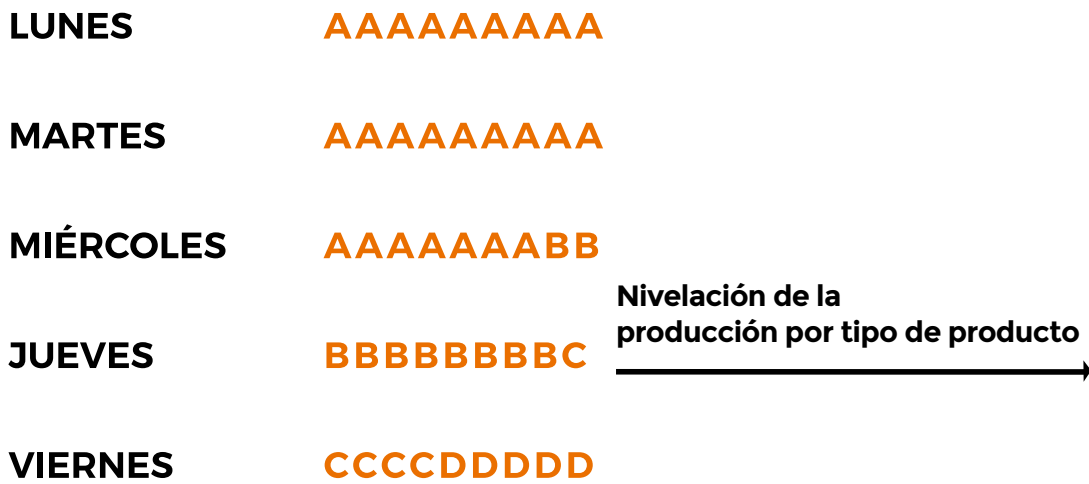 LUNES AAAAAAAAA
MARTES AAAAAAAAA
MIÉRCOLES AAAAAAABB
Nivelación de la
producción por tipo de producto
JUEVES BBBBBBBBC
VIERNES CCCCDDDDD